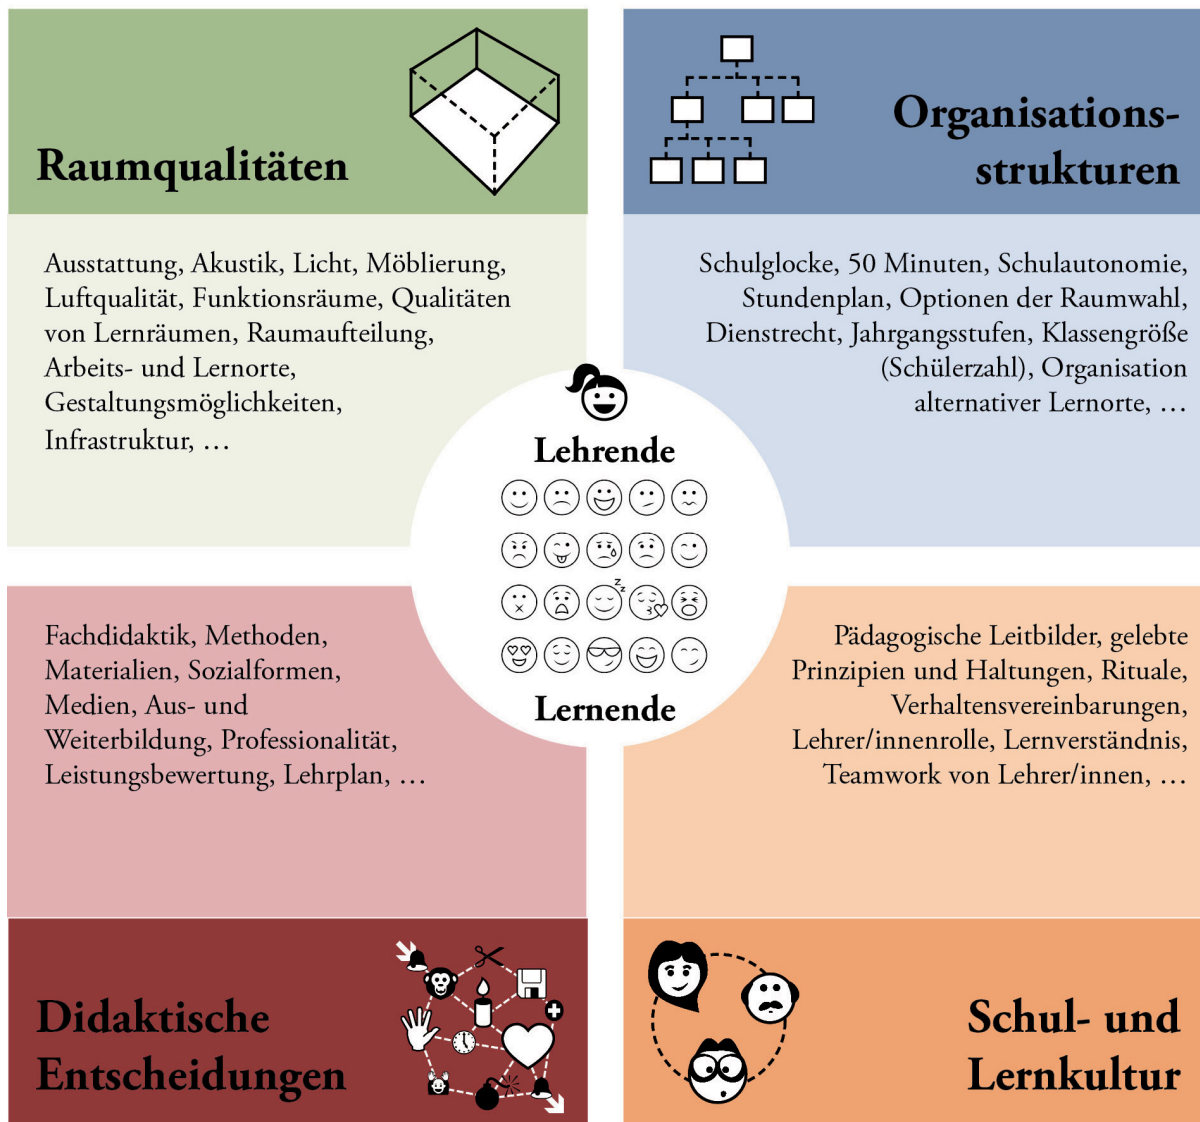 Raumqualitäten
Ausstattung, Akustik, Licht, Möblierung,
Luftqualität, Funktionsräume, Qualitäten
von Lernräumen, Raumaufteilung,
Arbeits- und Lernorte,
Gestaltungsmöglichkeiten,
Infrastruktur, …
Organisations-
strukturen
Schulglocke, 50 Minuten, Schulautonomie,
Stundenplan, Optionen der Raumwahl,
Dienstrecht, Jahrgangsstufen, Klassengröße
(Schülerzahl), Organisation
alternativer Lernorte, …
Lehrende
z
z
Lernende
Fachdidaktik, Methoden,
Materialien, Sozialformen,
Medien, Aus- und
Weiterbildung, Professionalität,
Leistungsbewertung, Lehrplan, …
Didaktische
Entscheidungen
Pädagogische Leitbilder, gelebte
Prinzipien und Haltungen, Rituale,
Verhaltensvereinbarungen,
Lehrer/innenrolle, Lernverständnis,
Teamwork von Lehrer/innen, …
Schul- und
Lernkultur